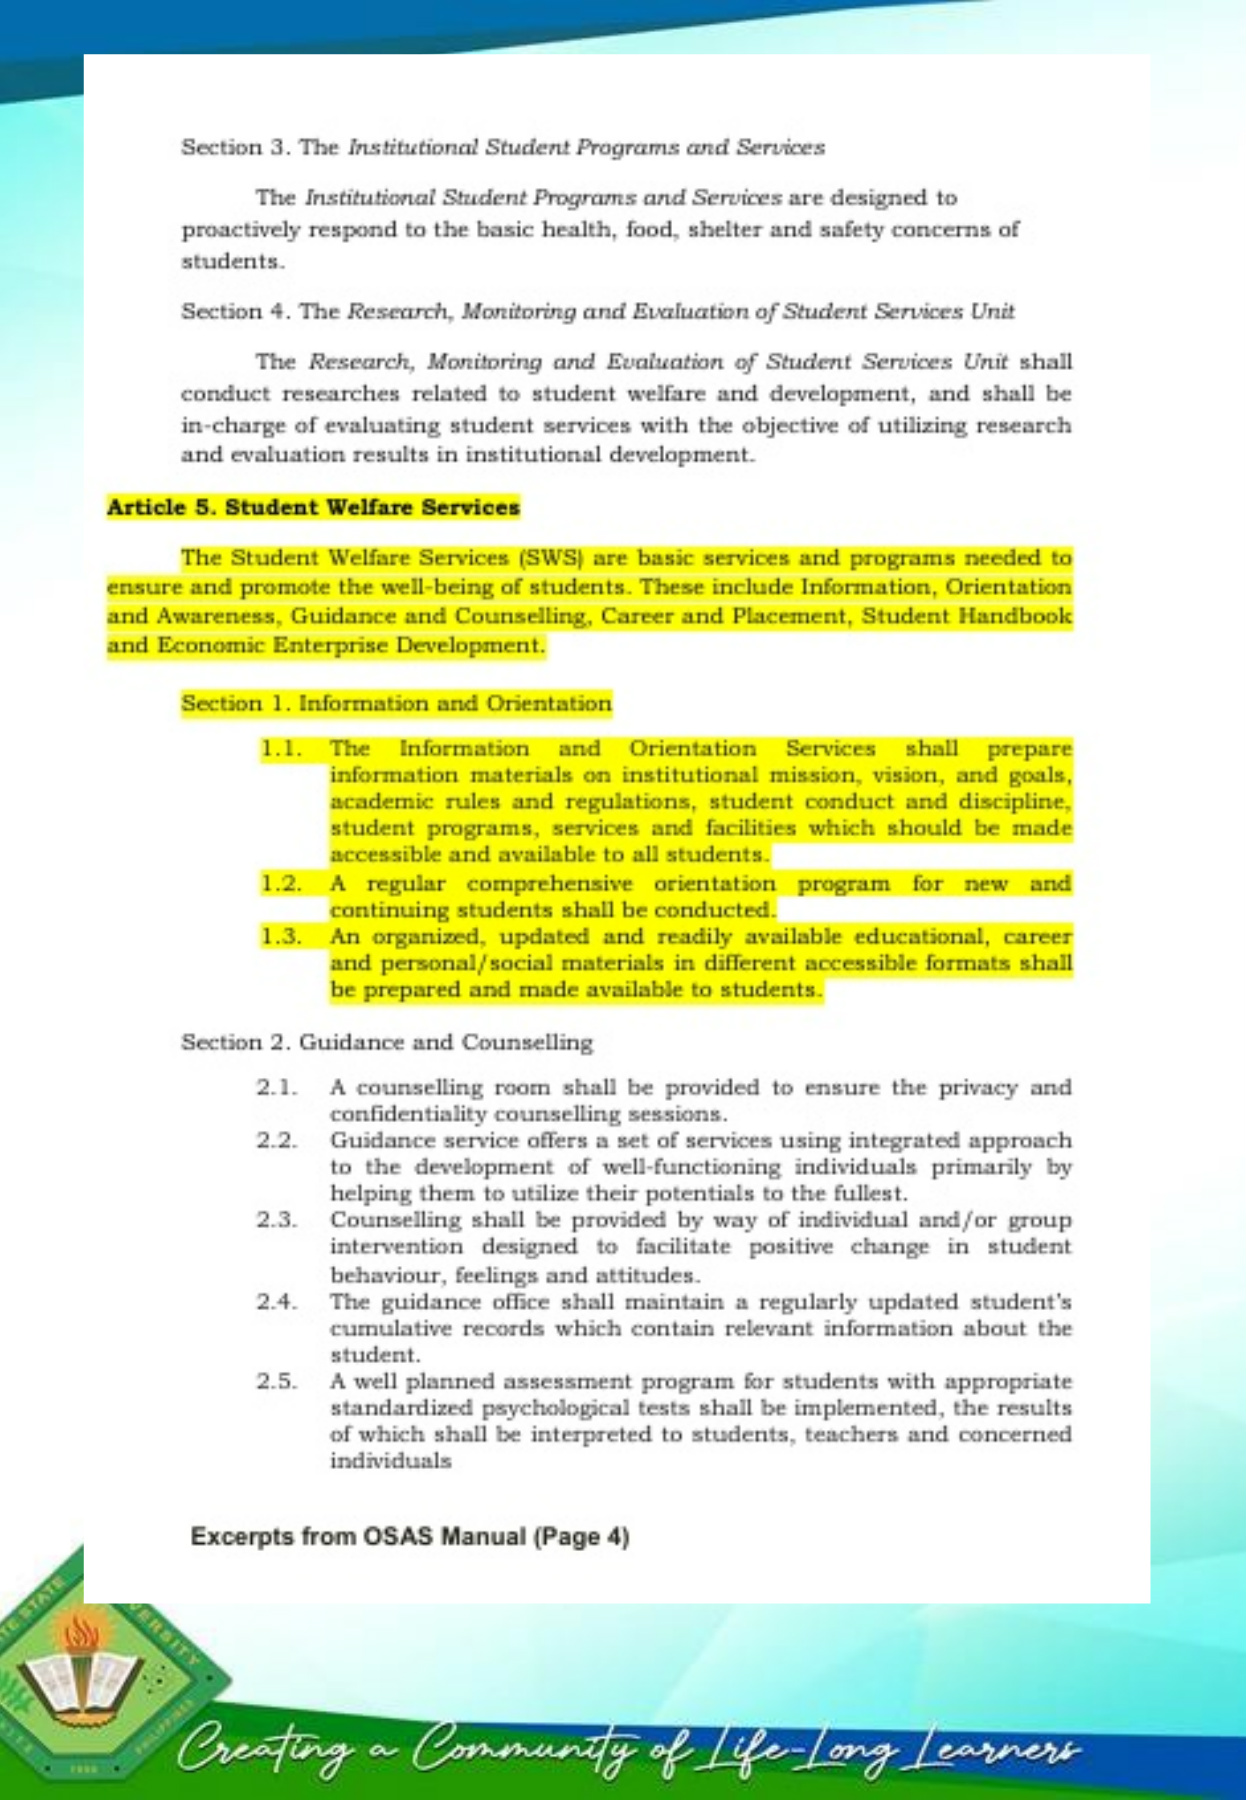 Section 3. The Institutional Student Programs and Services
The Institutional Student Programs and Services are designed to
proactively respond to the basic health, food, shelter and safety concerns of
students.
Section 4. The Research, Monitoring and Evaluation of Student Services Unit
The Research, Monitoring and Evaluation of Student Services Unit shall
conduct researches related to student welfare and development, and shall be
in-charge of evaluating student services with the objective of utilizing research
and evaluation results in institutional development.
Article 5. Student Welfare Services
The Student Welfare Services (SWS) are basic services and programs needed to
ensure and promote the well-being of students. These include Information, Orientation
and Awareness, Guidance and Counselling, Career and Placement, Student Handbook
and Economic Enterprise Development.
Section 1. Information and Orientation
1.1. The Information and Orientation Services shall prepare
information materials on institutional mission, vision, and goals,
academic rules and regulations, student conduct and discipline,
student programs, services and facilities which should be made
accessible and available to all students.
1.2. A regular comprehensive orientation program for new and
continuing students shall be conducted.
1.3. An organized, updated and readily available educational, career
and personal/social materials in different accessible formats shall
be prepared and made available to students.
Section 2. Guidance and Counselling
2.1. A counselling room shall be provided to ensure the privacy and
confidentiality counselling sessions.
2.2. Guidance service offers a set of services using integrated approach
to the development of well-functioning individuals primarily by
helping them to utilize their potentials to the fullest.
2.3. Counselling shall be provided by way of individual and/or group
intervention designed to facilitate positive change in student
behaviour, feelings and attitudes.
2.4. The guidance office shall maintain a regularly updated student's
cumulative records which contain relevant information about the
student.
2.5. A well planned assessment program for students with appropriate
standardized psychological tests shall be implemented, the results
of which shall be interpreted to students, teachers and concerned
individuals
Excerpts from OSAS Manual (Page 4)
STATE
PHILIPPINES
Creating a Community of Life-Long Learners